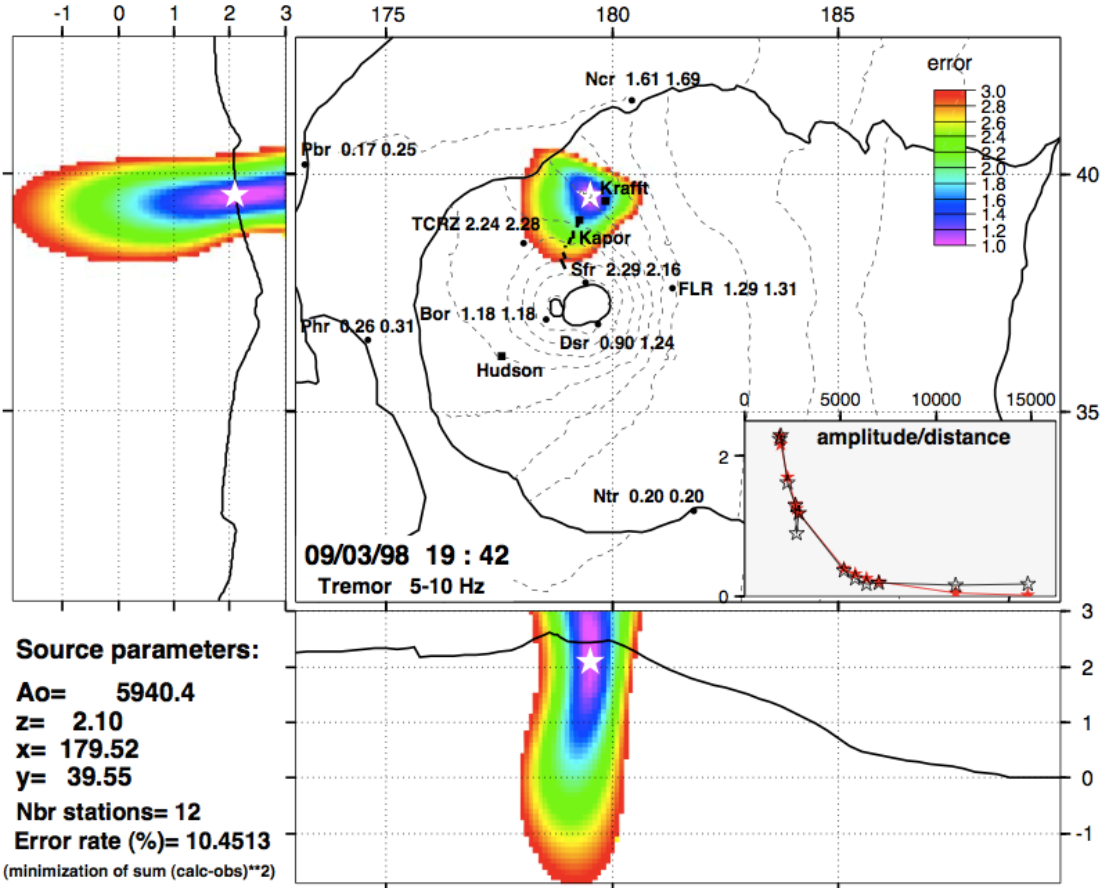 -1 0 1 2 3 175 180 185
error
Ncr 1.61 1.69
3.0
2.8
2.6
2.4
2.2
2.0
1.8
1.6
1.4
1.2
1.0
Pbr 0.17 0.25
40
Krafft
TCRZ 2.24 2.28
Kapor
Sfr 2.29 2.16
FLR 1.29 1.31
Bor 1.18 1.18
Phr 0.26 0.31
Dsr 0.90 1.24
Hudson
35
0 5000 10000 15000
amplitude/distance
2
0
Ntr 0.20 0.20
09/03/98 19 : 42
Tremor 5-10 Hz
3
2
1
0
-1
Source parameters:
Ao= 5940.4
z= 2.10
x= 179.52
y= 39.55
Nbr stations= 12
Error rate (%)= 10.4513
(minimization of sum (calc-obs)**2)